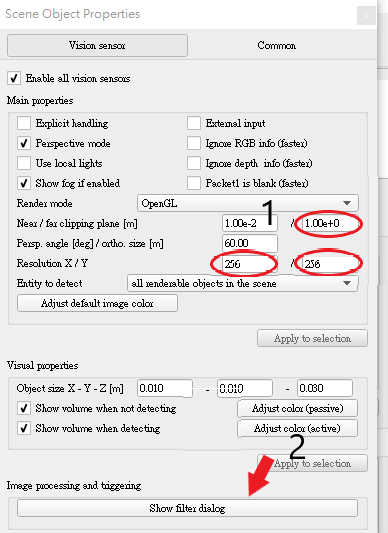 Scene Object Properties
Vision sensor Common
Enable all vision sensors
Main properties
Explicit handling External input
Perspective mode Ignore RGB info (faster)
Use local lights Ignore depth info (faster)
Show fog if enabled Packet1 is blank (faster)
Render mode OpenGL
1
Near / far clipping plane [m] 1.00e-2 / 1.00e+0
Persp. angle [deg] / ortho. size [m] 60.00
Resolution X / Y 256 / 256
Entity to detect all renderable objects in the scene
Adjust default image color
Apply to selection
Visual properties
Object size X - Y - Z [m] 0.010 - 0.010 - 0.030
Show volume when not detecting Adjust color (passive)
Show volume when detecting Adjust color (active)
2
Apply to selection
Image processing and triggering
Show filter dialog